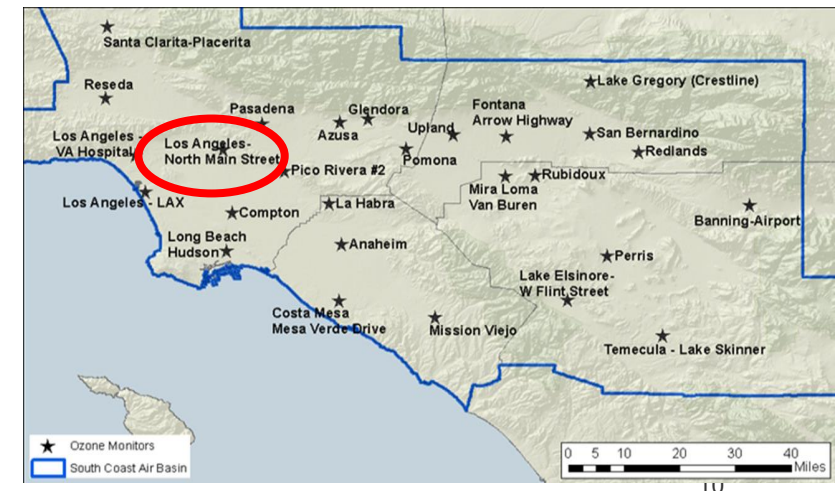 Santa Clarita-Placerita
Reseda
Pasadena
Glendora
Azusa
Upland
Pomona
Fontana
Arrow Highway
Lake Gregory (Crestline)
San Bernardino
Redlands
Los Angeles -
VA Hospital
Los Angeles-
North Main Street
Pico Rivera #2
Mira Loma
Van Buren
Rubidoux
Los Angeles - LAX
Compton
La Habra
Banning-Airport
Long Beach
Hudson
Anaheim
Perris
Lake Elsinore-
W Flint Street
Costa Mesa
Mesa Verde Drive
Mission Viejo
Temecula - Lake Skinner
Ozone Monitors
South Coast Air Basin
0 5 10 20 30 40
Miles